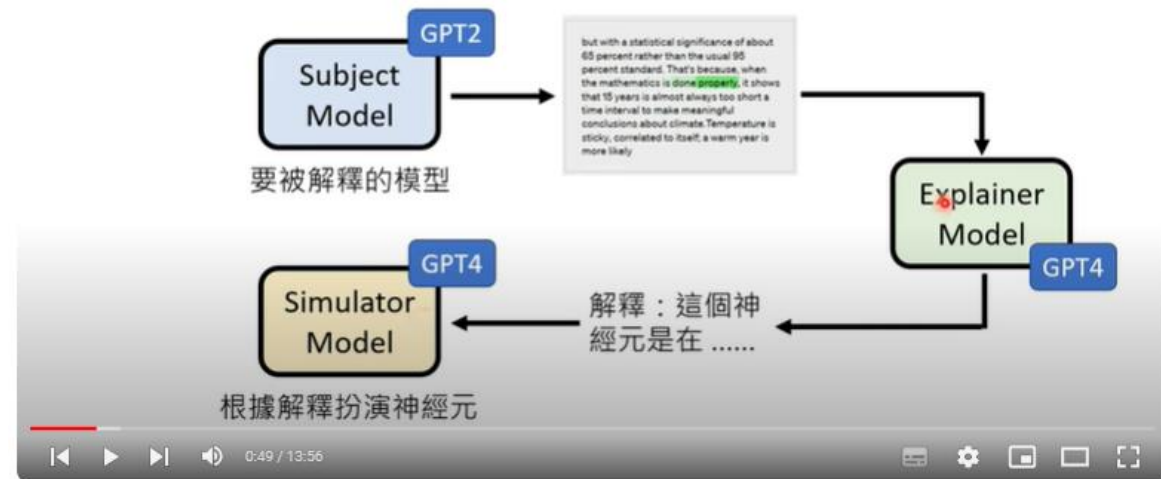 GPT2
Subject
Model
要被解釋的模型
but with a statistical significance of about
65 percent rather than the usual 95
percent standard. That's because, when
the mathematics is done properly, it shows
that 15 years is almost always too short a
time interval to make meaningful
conclusions about climate. Temperature is
sticky, correlated to itself; a warm year is
more likely
Explainer
Model
GPT4
解釋：這個神
經元是在 ......
GPT4
Simulator
Model
根據解釋扮演神經元
0:49 / 13:56